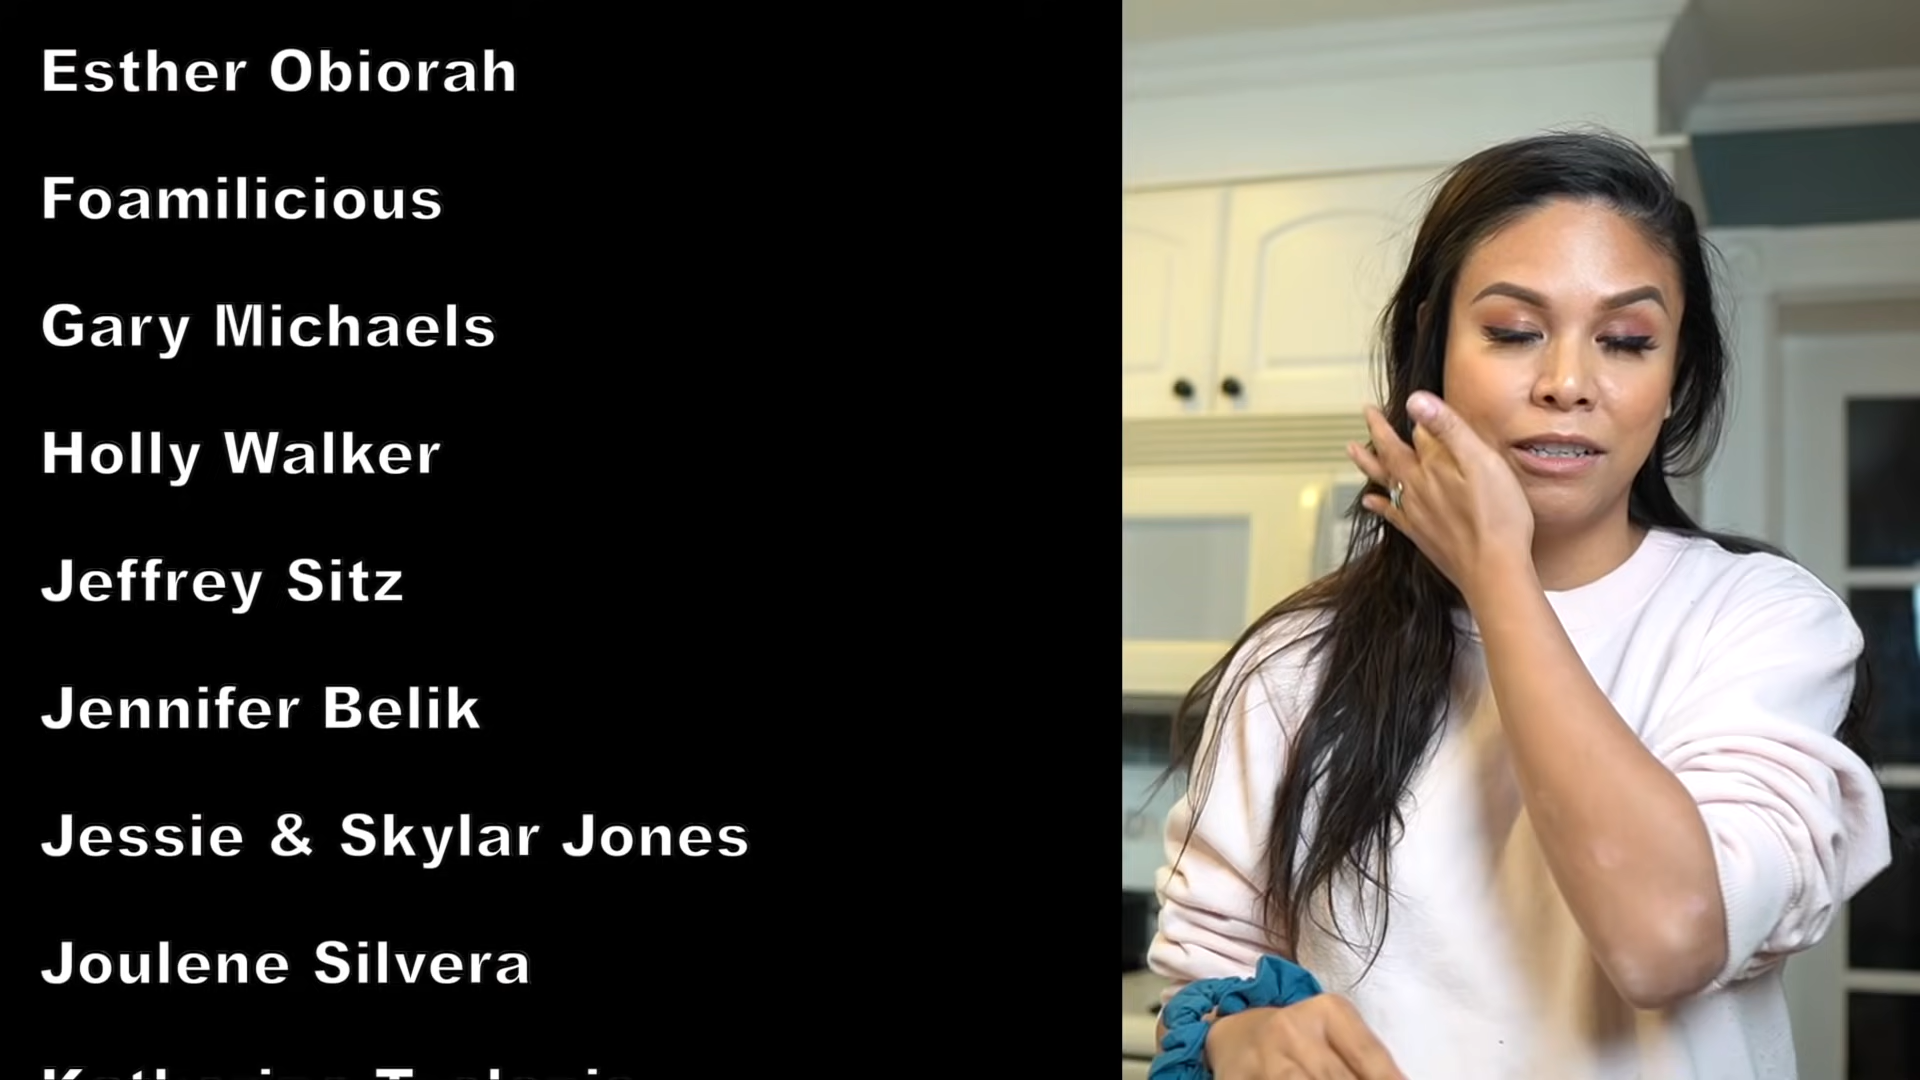 Esther Obiorah
Foamilicious
Gary Michaels
Holly Walker
Jeffrey Sitz
Jennifer Belik
Jessie & Skylar Jones
Joulene Silvera